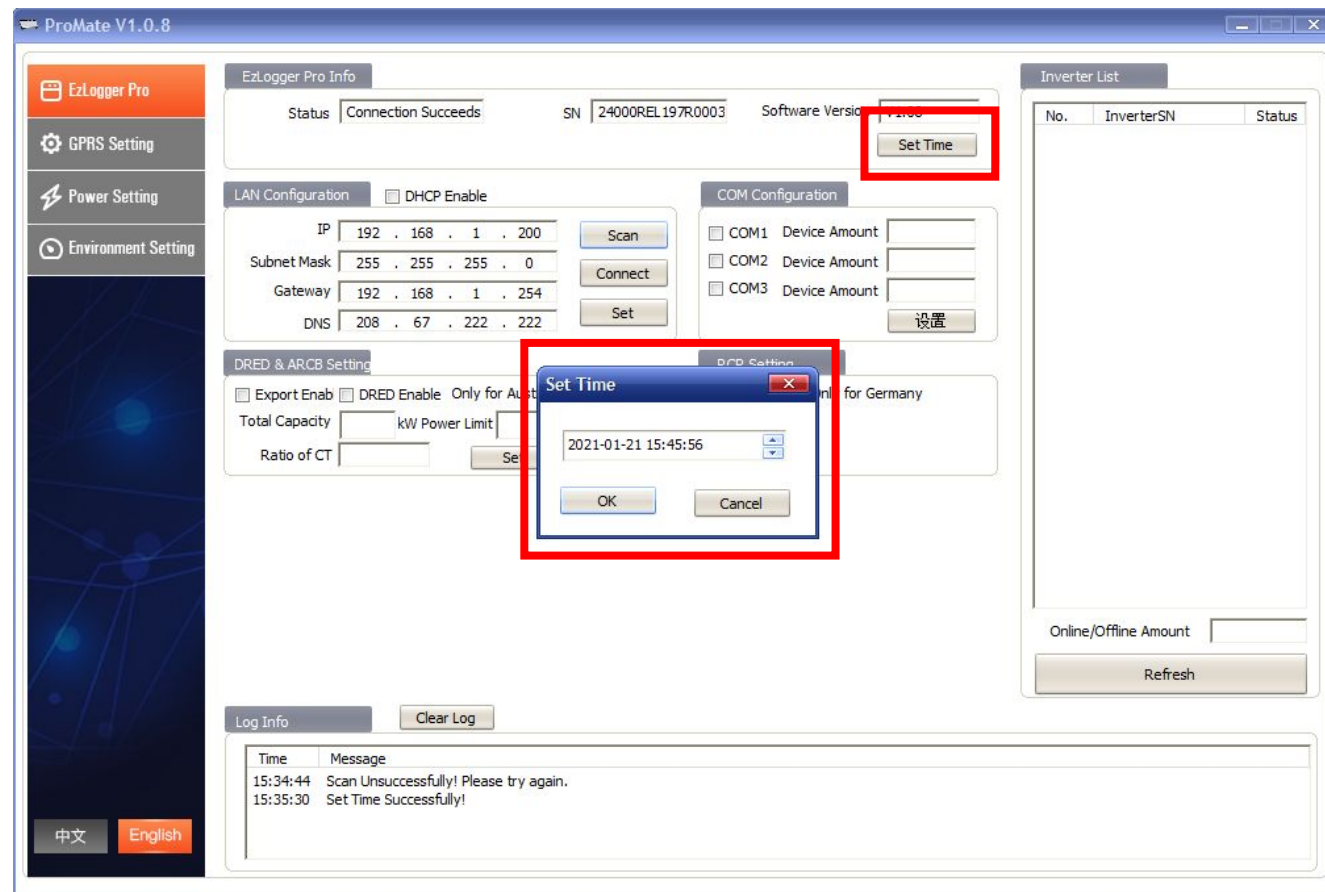 ProMate V1.0.8
EzLogger Pro
GPRS Setting
Power Setting
Environment Setting
中文
English
EzLogger Pro Info
Status Connection Succeeds SN 24000REL197R0003 Software Version
Set Time
LAN Configuration DHCP Enable
IP 192 . 168 . 1 . 200
Subnet Mask 255 . 255 . 255 . 0
Gateway 192 . 168 . 1 . 254
DNS 208 . 67 . 222 . 222
Scan
Connect
Set
COM Configuration
COM1 Device Amount
COM2 Device Amount
COM3 Device Amount
设置
DRED & ARCB Setting
Export Enab DRED Enable Only for Aust
Total Capacity kW Power Limit
Ratio of CT
PCP Setting
for Germany
Set Time
2021-01-21 15:45:56
OK Cancel
Inverter List
No. InverterSN Status
Online/Offline Amount
Refresh
Log Info Clear Log
Time Message
15:34:44 Scan Unsuccessfully! Please try again.
15:35:30 Set Time Successfully!